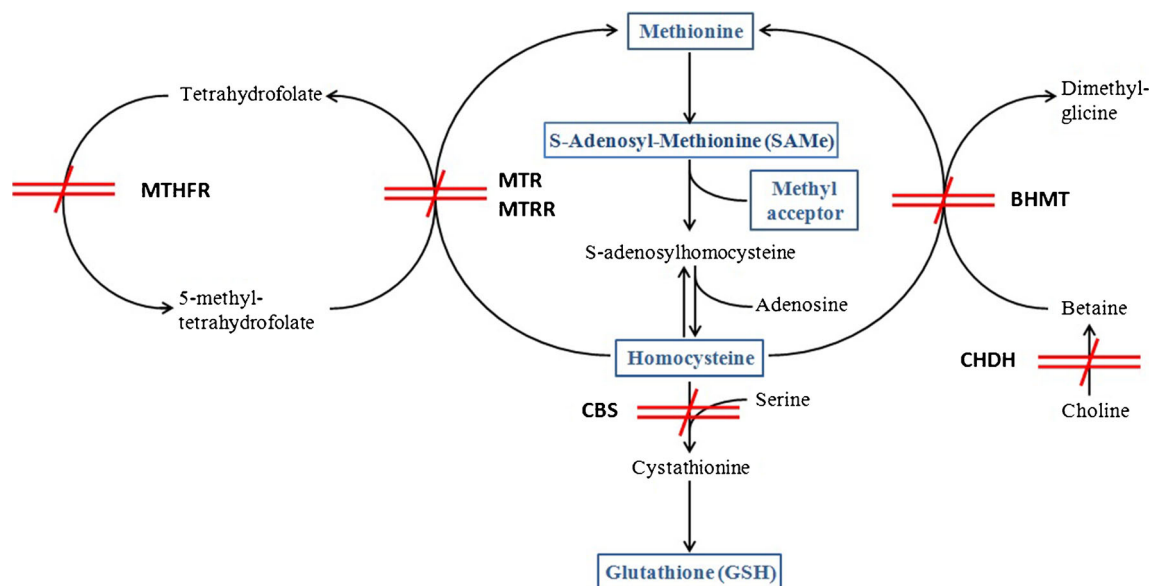 Methionine
Tetrahydrofolate
Dimethyl-
glicine
S-Adenosyl-Methionine (SAMe)
MTHFR
MTR
MTRR
Methyl
acceptor
BHMT
S-adenosylhomocysteine
5-methyl-
tetrahydrofolate
Adenosine
Betaine
Homocysteine
CHDH
CBS
Serine
Choline
Cystathionine
Glutathione (GSH)